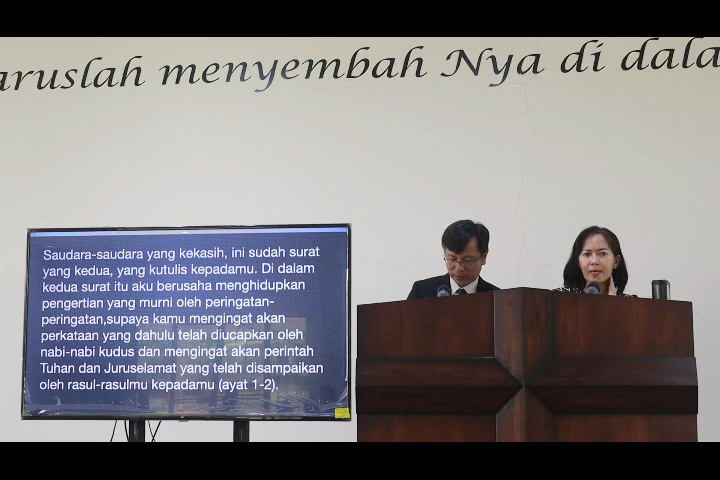 aruslah menyembah Nya di dala
Saudara-saudara yang kekasih, ini sudah surat
yang kedua, yang kutulis kepadamu. Di dalam
kedua surat itu aku berusaha menghidupkan
pengertian yang murni oleh peringatan-
peringatan,supaya kamu mengingat akan
perkataan yang dahulu telah diucapkan oleh
nabi-nabi kudus dan mengingat akan perintah
Tuhan dan Juruselamat yang telah disampaikan
oleh rasul-rasulmu kepadamu (ayat 1-2).